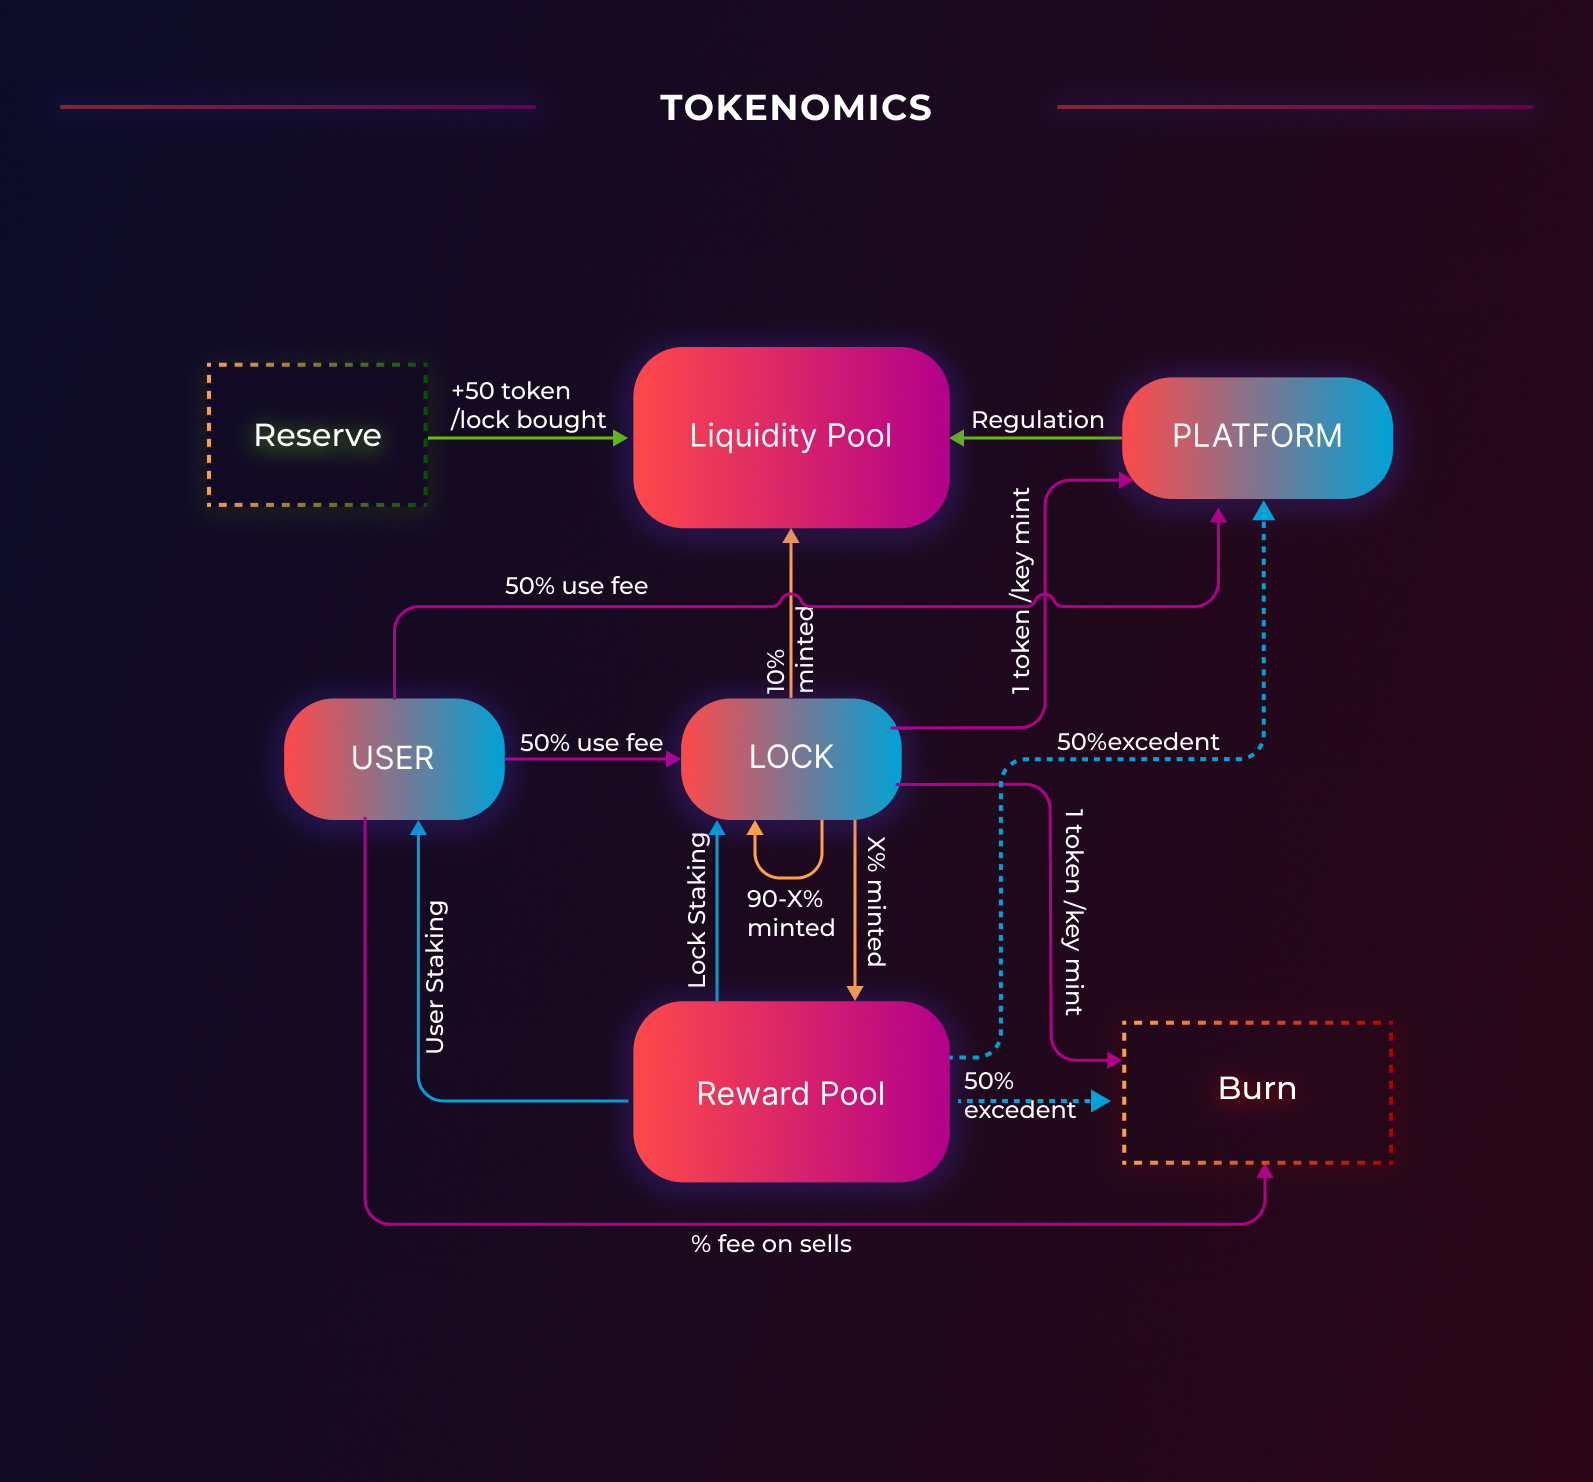 TOKENOMICS
+50 token
/lock bought
Reserve
Liquidity Pool
Regulation
PLATFORM
1 token /key mint
50% use fee
10%
minted
USER
50% use fee
LOCK
50%excedent
1 token /key mint
User Staking
Lock Staking
90-X%
minted
X% minted
Reward Pool
50%
excedent
Burn
% fee on sells